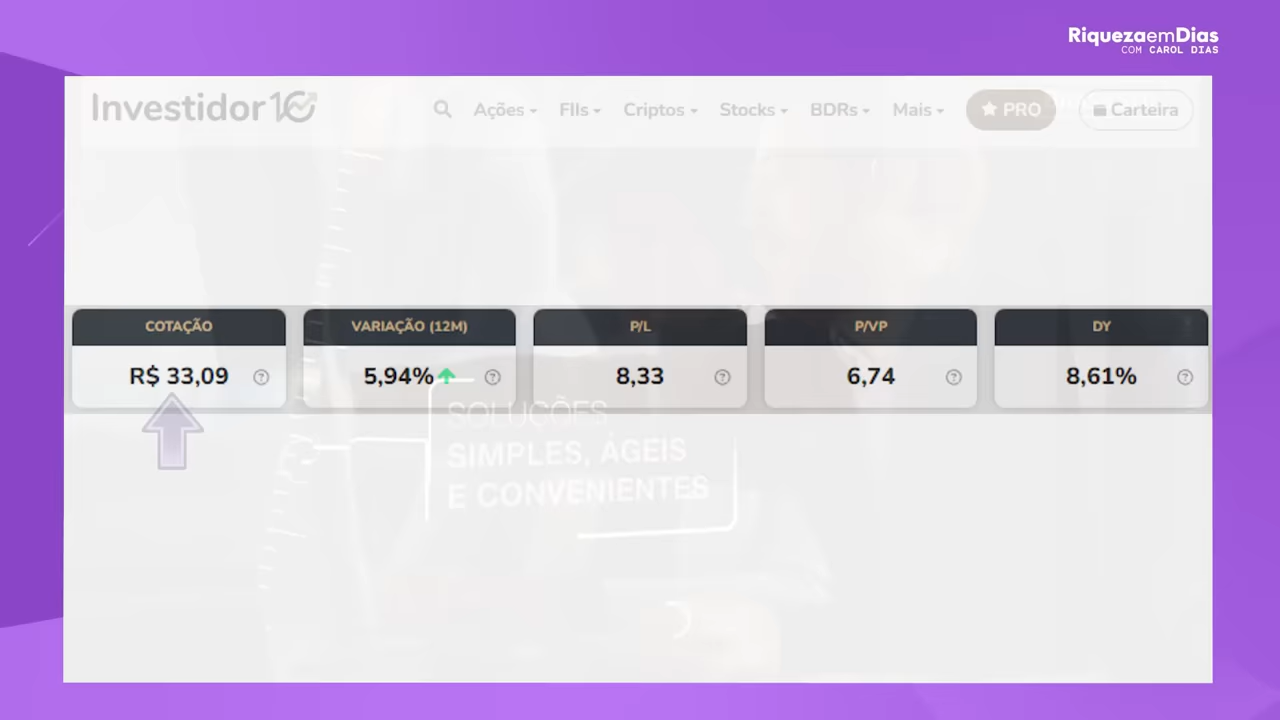 RiquezaemDias
COM CAROL DIAS
Investidor10
Ações FIIs Criptos Stocks BDRs Mais PRO Carteira
COTAÇÃO VARIAÇÃO (12M) P/L P/VP DY
R$ 33,09 5,94% 8,33 6,74 8,61%
SOLUÇÕES
SIMPLES, ÁGEIS
E CONVENIENTES